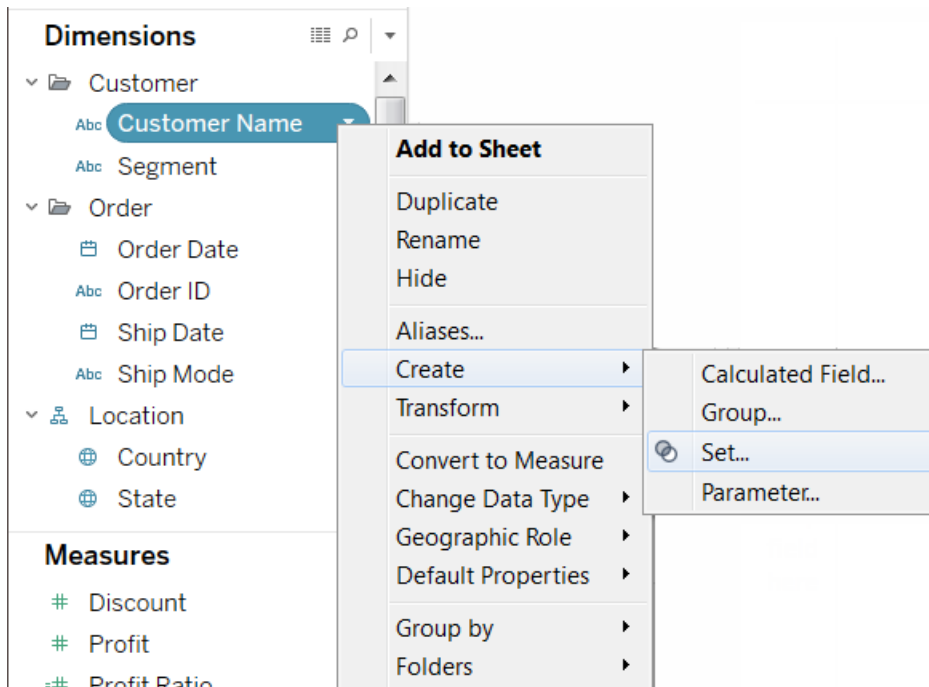 Dimensions
Customer
Abc Customer Name
Abc Segment
Order
Order Date
Abc Order ID
Ship Date
Abc Ship Mode
Location
Country
State
Measures
# Discount
# Profit
=# Profit Ratio
Add to Sheet
Duplicate
Rename
Hide
Aliases...
Create
Transform
Convert to Measure
Change Data Type
Geographic Role
Default Properties
Group by
Folders
Calculated Field...
Group...
Set...
Parameter...